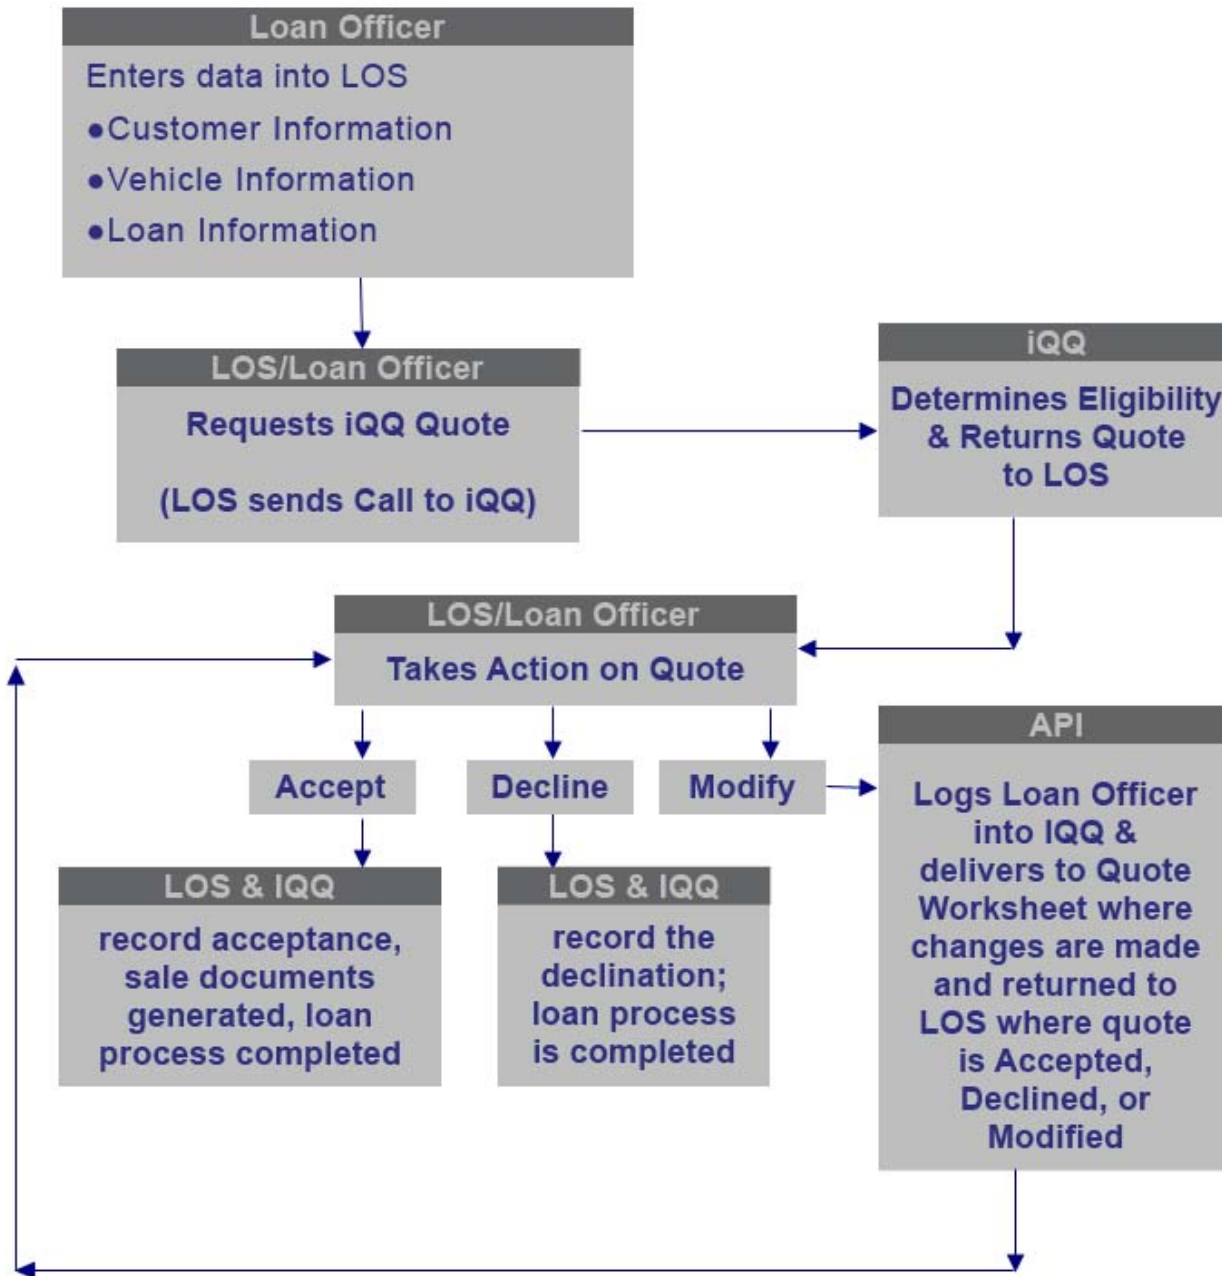 Loan Officer
Enters data into LOS
●Customer Information
●Vehicle Information
●Loan Information
LOS/Loan Officer
Requests iQQ Quote
(LOS sends Call to iQQ)
iQQ
Determines Eligibility
& Returns Quote
to LOS
LOS/Loan Officer
Takes Action on Quote
Accept
Decline
Modify
LOS & IQQ
record acceptance,
sale documents
generated, loan
process completed
LOS & IQQ
record the
declination;
loan process
is completed
API
Logs Loan Officer
into IQQ &
delivers to Quote
Worksheet where
changes are made
and returned to
LOS where quote
is Accepted,
Declined, or
Modified